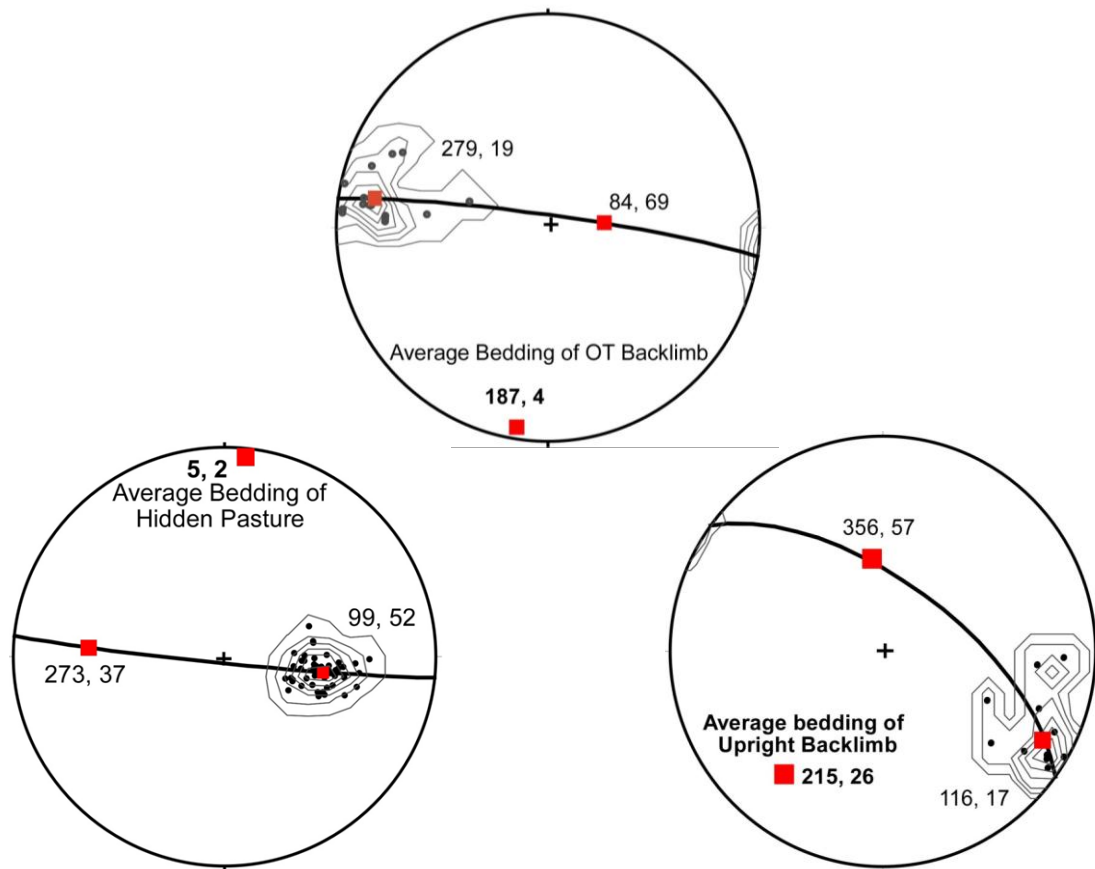 279, 19
84, 69
Average Bedding of OT Backlimb
187, 4
5, 2
Average Bedding of
Hidden Pasture
99, 52
273, 37
356, 57
Average bedding of
Upright Backlimb
215, 26
116, 17